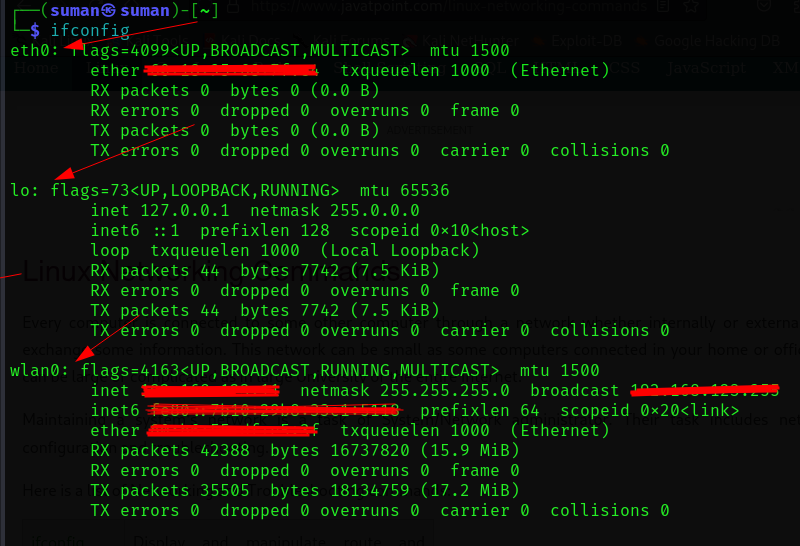 ┌──(suman㉿suman)-[~]
└─$ ifconfig
eth0: flags=4099<UP,BROADCAST,MULTICAST>  mtu 1500
ether txqueuelen 1000  (Ethernet)
RX packets 0  bytes 0 (0.0 B)
RX errors 0  dropped 0  overruns 0  frame 0
TX packets 0  bytes 0 (0.0 B)
TX errors 0  dropped 0 overruns 0  carrier 0  collisions 0
lo: flags=73<UP,LOOPBACK,RUNNING>  mtu 65536
inet 127.0.0.1  netmask 255.0.0.0
inet6 ::1  prefixlen 128  scopeid 0×10<host>
loop  txqueuelen 1000  (Local Loopback)
RX packets 44  bytes 7742 (7.5 KiB)
RX errors 0  dropped 0  overruns 0  frame 0
TX packets 44  bytes 7742 (7.5 KiB)
TX errors 0  dropped 0 overruns 0  carrier 0  collisions 0
wlan0: flags=4163<UP,BROADCAST,RUNNING,MULTICAST>  mtu 1500
inet netmask 255.255.255.0  broadcast
inet6 prefixlen 64  scopeid 0×20<link>
ether txqueuelen 1000  (Ethernet)
RX packets 42388  bytes 16737820 (15.9 MiB)
RX errors 0  dropped 0  overruns 0  frame 0
TX packets 35505  bytes 18134759 (17.2 MiB)
TX errors 0  dropped 0 overruns 0  carrier 0  collisions 0